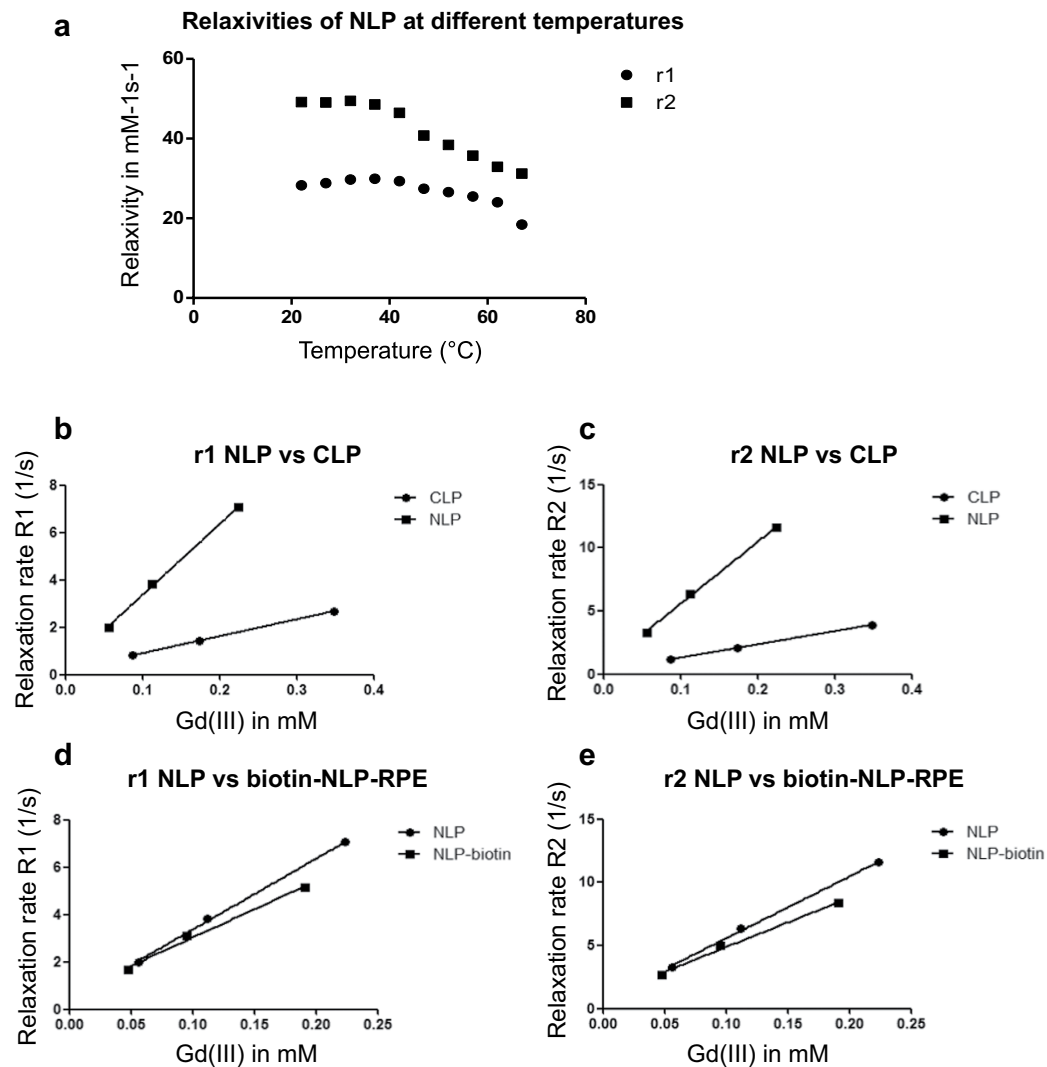 a
Relaxivities of NLP at different temperatures
Relaxivity in mM-1s-1
60
40
20
0
0
20
40
60
80
Temperature (°C)
r1
r2
b
r1 NLP vs CLP
Relaxation rate R1 (1/s)
8
6
4
2
0
0.0
0.1
0.2
0.3
0.4
Gd(III) in mM
CLP
NLP
c
r2 NLP vs CLP
Relaxation rate R2 (1/s)
15
10
5
0
0.0
0.1
0.2
0.3
0.4
Gd(III) in mM
CLP
NLP
d
r1 NLP vs biotin-NLP-RPE
Relaxation rate R1 (1/s)
8
6
4
2
0
0.00
0.05
0.10
0.15
0.20
0.25
Gd(III) in mM
NLP
NLP-biotin
e
r2 NLP vs biotin-NLP-RPE
Relaxation rate R2 (1/s)
15
10
5
0
0.00
0.05
0.10
0.15
0.20
0.25
Gd(III) in mM
NLP
NLP-biotin